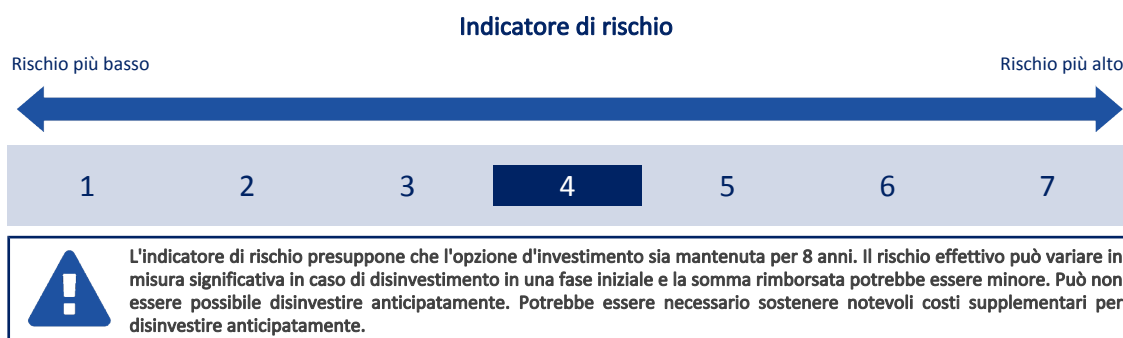 Indicatore di rischio
Rischio più basso
Rischio più alto
1 2 3 4 5 6 7
L'indicatore di rischio presuppone che l'opzione d'investimento sia mantenuta per 8 anni. Il rischio effettivo può variare in
misura significativa in caso di disinvestimento in una fase iniziale e la somma rimborsata potrebbe essere minore. Può non
essere possibile disinvestire anticipatamente. Potrebbe essere necessario sostenere notevoli costi supplementari per
disinvestire anticipatamente.